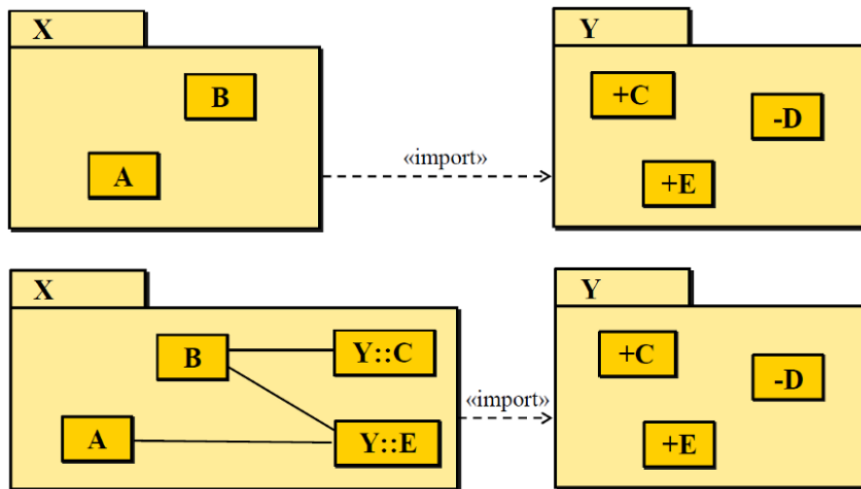 X
B
A
«import»
Y
+C
-D
+E
X
B
Y::C
A
Y::E
«import»
Y
+C
-D
+E